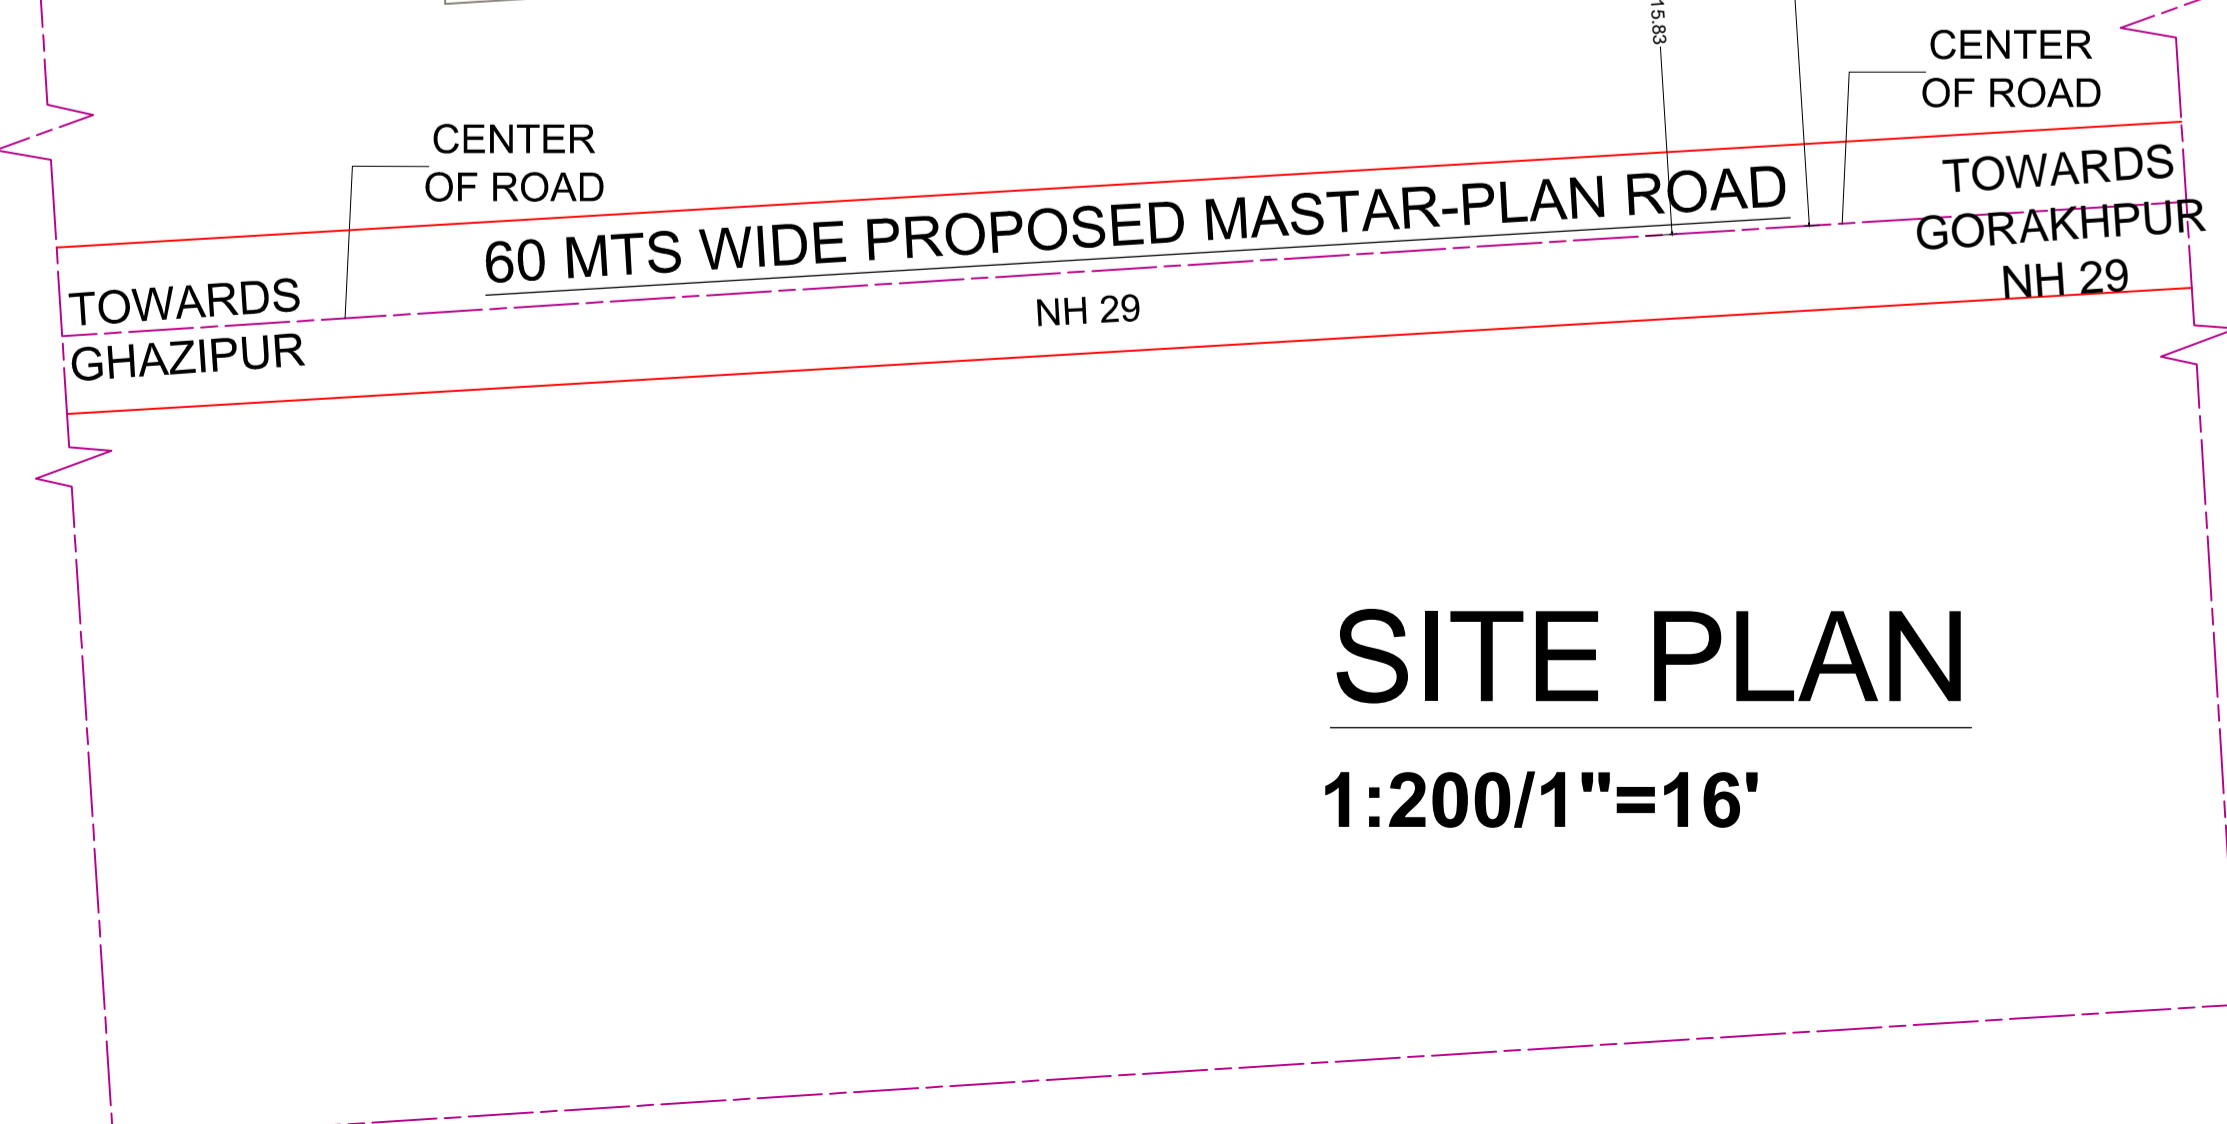 15.83
CENTER
OF ROAD
CENTER
OF ROAD
60 MTS WIDE PROPOSED MASTAR-PLAN ROAD
TOWARDS
GORAKHPUR
NH 29
TOWARDS
GHAZIPUR
NH 29
SITE PLAN
1:200/1"=16'